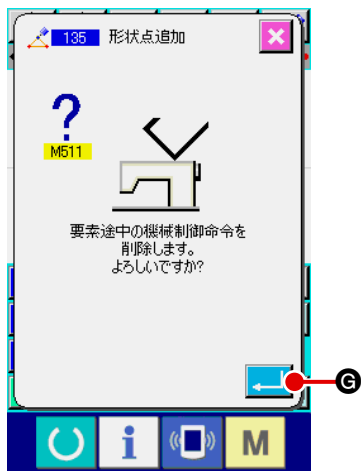 135 形状点追加
?
M511
要素途中の機械制御命令を
削除します。
よろしいですか?
G
i
M